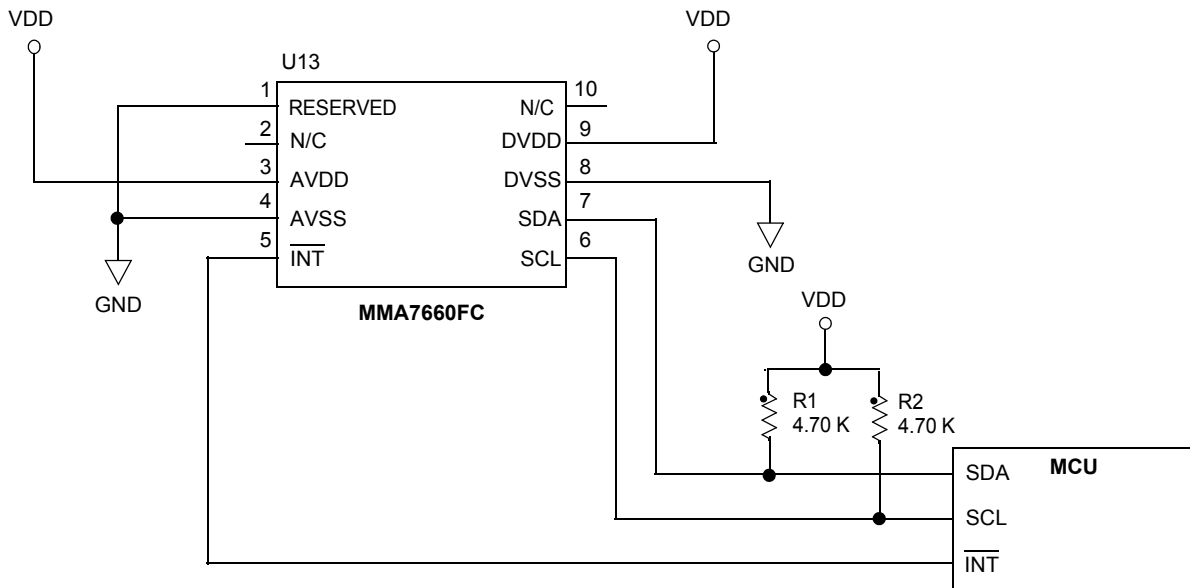 VDD
VDD
U13
1
RESERVED
N/C
10
2
N/C
DVDD
9
3
AVDD
DVSS
8
4
AVSS
SDA
7
5
INT
SCL
6
GND
GND
MMA7660FC
VDD
R1
4.70 K
R2
4.70 K
MCU
SDA
SCL
INT